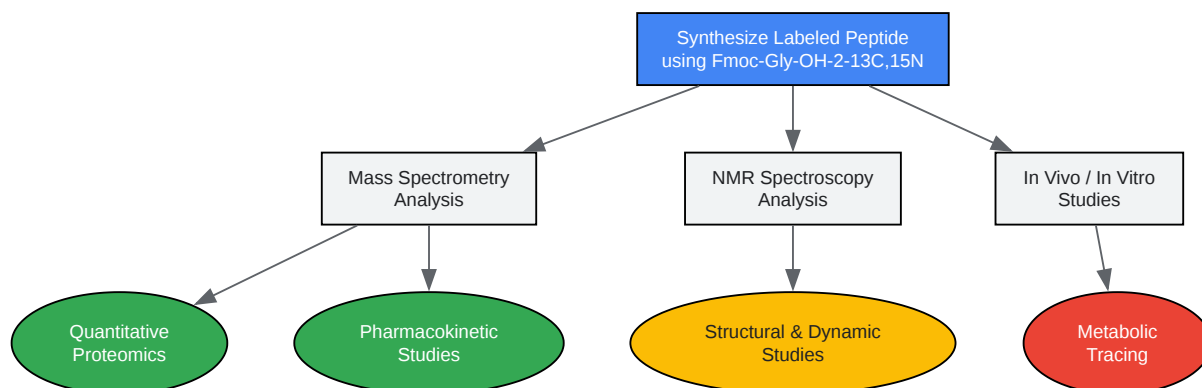 Synthesize Labeled Peptide
using Fmoc-Gly-OH-2-13C,15N
Mass Spectrometry
Analysis
NMR Spectroscopy
Analysis
In Vivo / In Vitro
Studies
Quantitative
Proteomics
Pharmacokinetic
Studies
Structural & Dynamic
Studies
Metabolic
Tracing